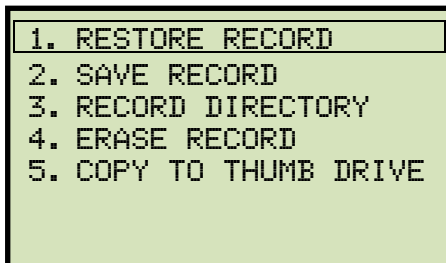 1. RESTORE RECORD
2. SAVE RECORD
3. RECORD DIRECTORY
4. ERASE RECORD
5. COPY TO THUMB DRIVE